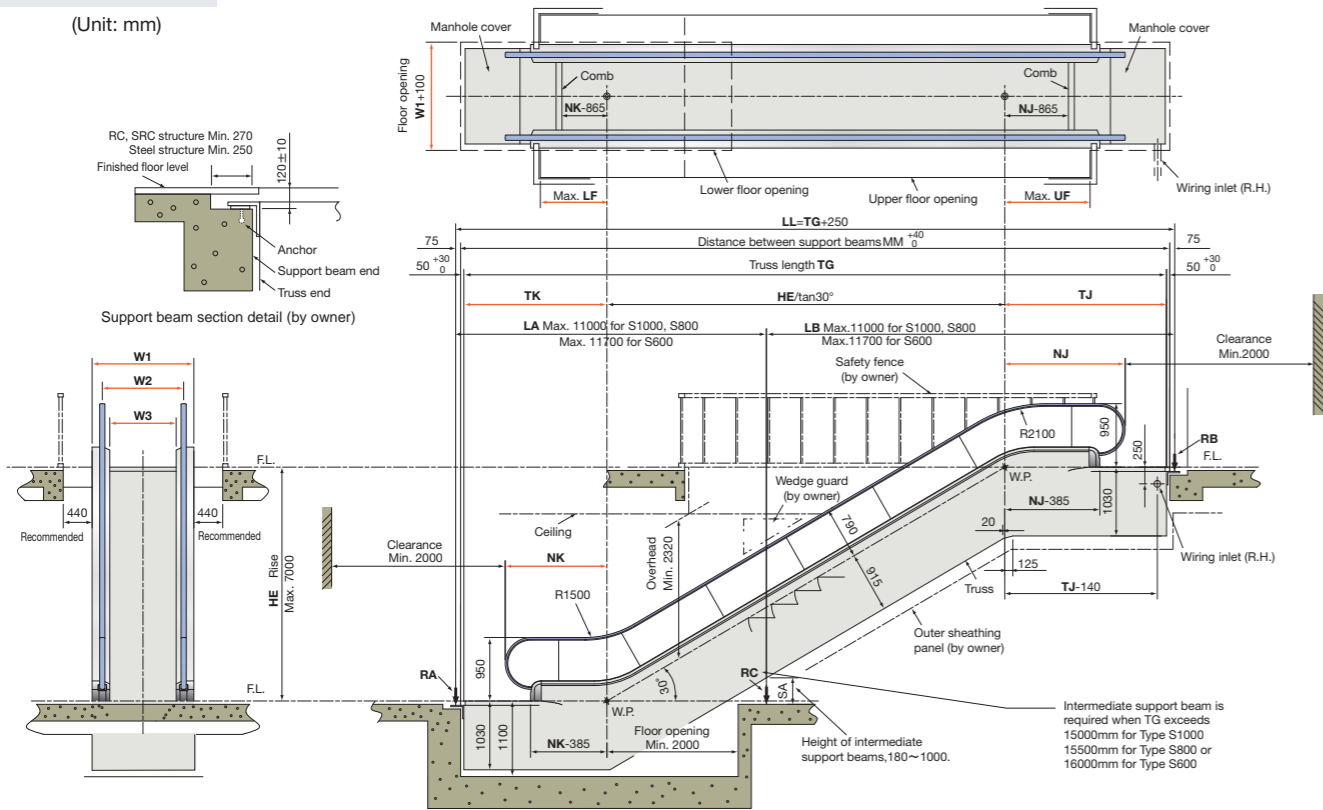 (Unit: mm)
Manhole cover
Manhole cover
Floor opening
W1+100
Comb
NK-865
Comb
NJ-865
RC, SRC structure Min. 270
Steel structure Min. 250
Finished floor level
120±10
Anchor
Support beam end
Truss end
Support beam section detail (by owner)
Lower floor opening
Upper floor opening
Wiring inlet (R.H.)
Max. LF
Max. UF
LL=TG+250
75
Distance between support beams MM +40 0
75
50 +30 0
Truss length TG
50 +30 0
TK
HE/tan30°
TJ
LA Max. 11000 for S1000, S800
Max. 11700 for S600
LB Max.11000 for S1000, S800
Max.11700 for S600
NJ
Clearance
Min.2000
Safety fence
(by owner)
W1
W2
W3
R2100
950
250
RB
F.L.
F.L.
W.P.
440
Recommended
440
Recommended
HE Rise
Max. 7000
Ceiling
Wedge guard
(by owner)
790
NJ-385
1030
20
Clearance
Min. 2000
NK
Overhead
Min. 2320
915
Truss
125
Wiring inlet (R.H.)
TJ-140
R1500
Outer sheathing
panel (by owner)
950
RA
30°
RC
SA
F.L.
W.P.
1030
1100
NK-385
Floor opening
Min. 2000
Height of intermediate
support beams,180～1000.
Intermediate support beam is
required when TG exceeds
15000mm for Type S1000
15500mm for Type S800 or
16000mm for Type S600